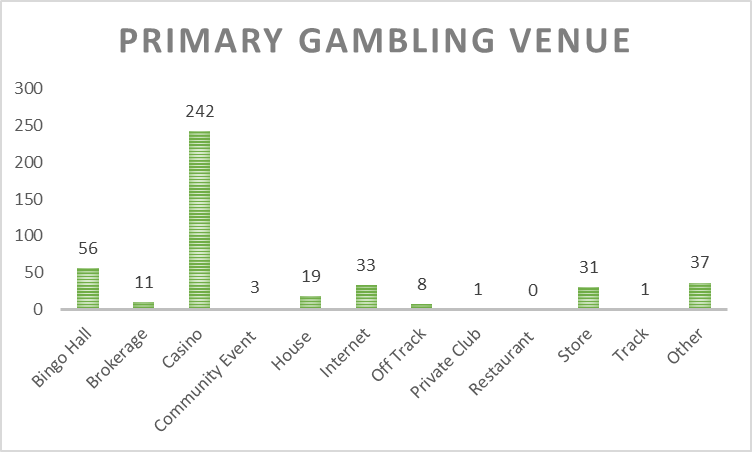 PRIMARY GAMBLING VENUE
300
250
200
150
100
50
0
56
11
242
3
19
33
8
1
0
31
1
37
Bingo Hall
Brokerage
Casino
Community Event
House
Internet
Off Track
Private Club
Restaurant
Store
Track
Other